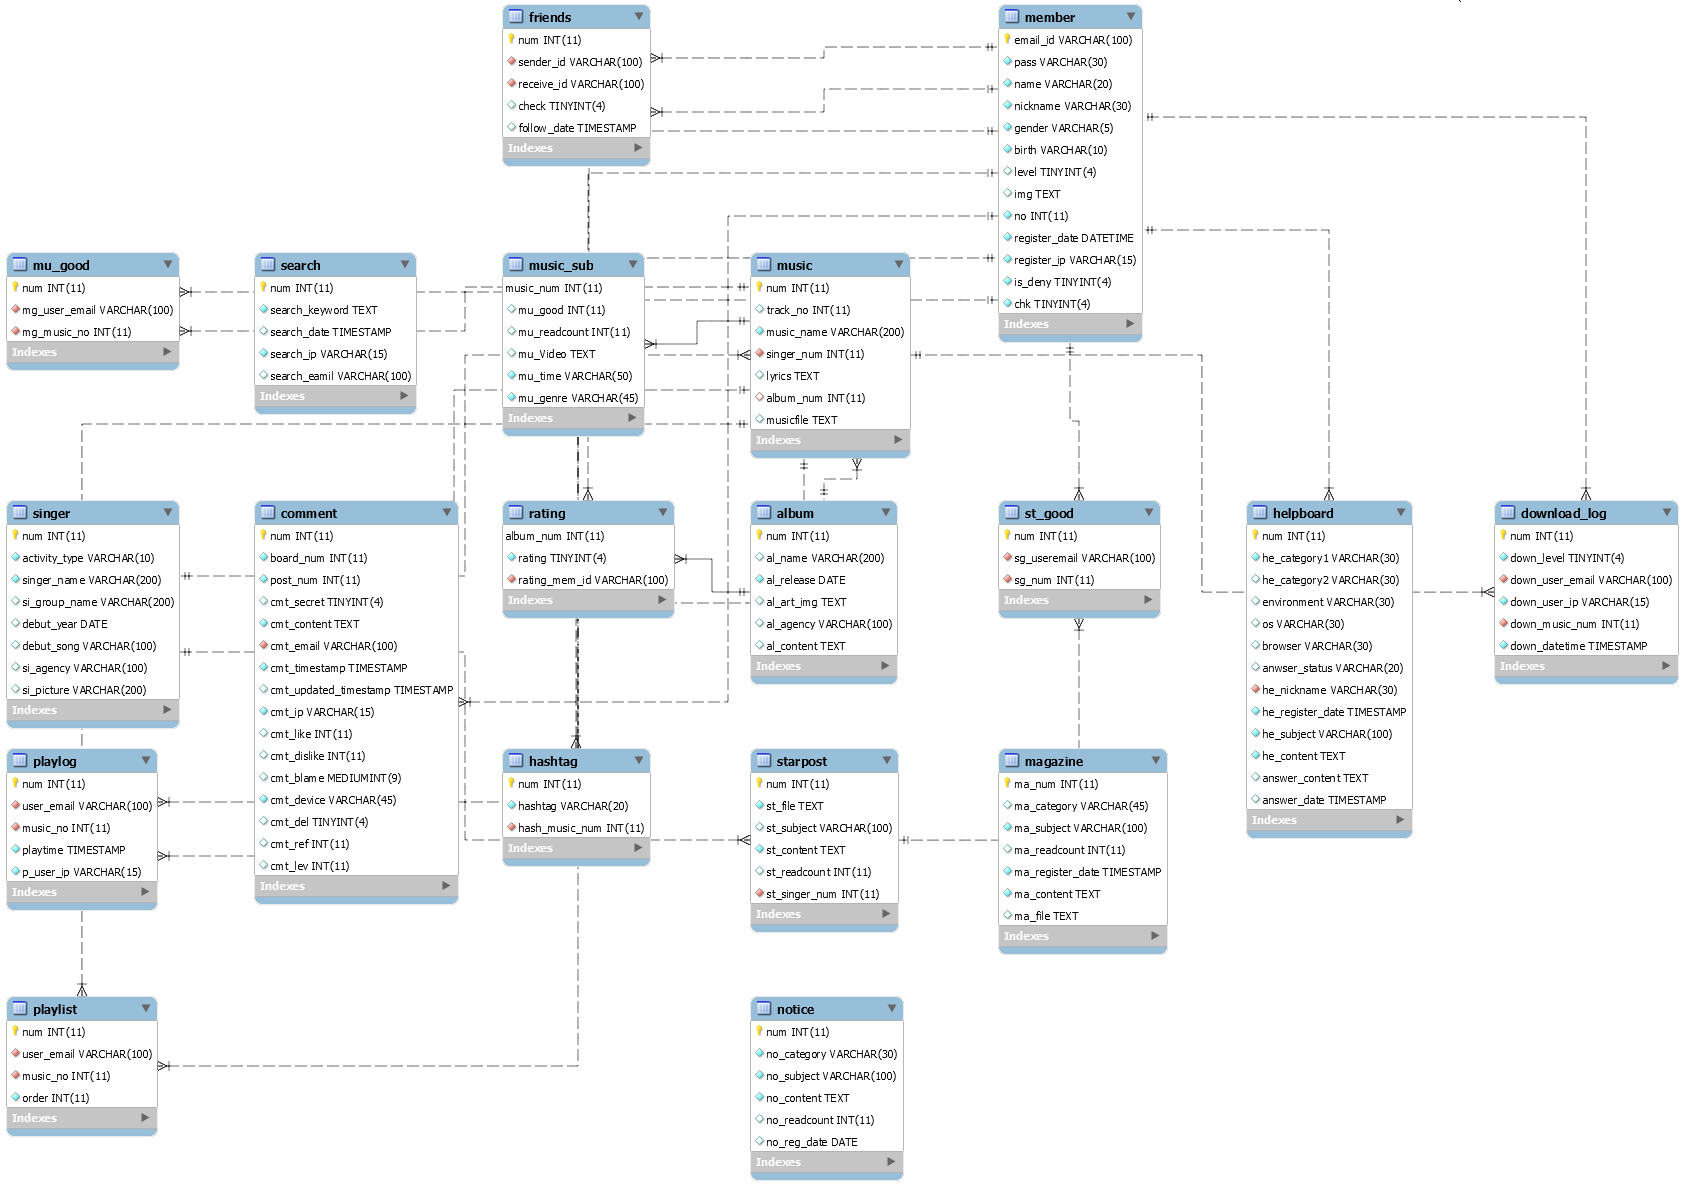 friends
num INT(11)
sender_id VARCHAR(100)
receive_id VARCHAR(100)
check TINYINT(4)
follow_date TIMESTAMP
Indexes
member
email_id VARCHAR(100)
pass VARCHAR(30)
name VARCHAR(20)
nickname VARCHAR(30)
gender VARCHAR(5)
birth VARCHAR(10)
level TINYINT(4)
img TEXT
no INT(11)
register_date DATETIME
register_ip VARCHAR(15)
is_deny TINYINT(4)
chk TINYINT(4)
Indexes
mu_good
num INT(11)
mg_user_email VARCHAR(100)
mg_music_no INT(11)
Indexes
search
num INT(11)
search_keyword TEXT
search_date TIMESTAMP
search_ip VARCHAR(15)
search_eamil VARCHAR(100)
Indexes
music_sub
music_num INT(11)
mu_good INT(11)
mu_readcount INT(11)
mu_Video TEXT
mu_time VARCHAR(50)
mu_genre VARCHAR(45)
Indexes
music
num INT(11)
track_no INT(11)
music_name VARCHAR(200)
singer_num INT(11)
lyrics TEXT
album_num INT(11)
musicfile TEXT
Indexes
singer
num INT(11)
activity_type VARCHAR(10)
singer_name VARCHAR(200)
si_group_name VARCHAR(200)
debut_year DATE
debut_song VARCHAR(100)
si_agency VARCHAR(100)
si_picture VARCHAR(200)
Indexes
comment
num INT(11)
board_num INT(11)
post_num INT(11)
cmt_secret TINYINT(4)
cmt_content TEXT
cmt_email VARCHAR(100)
cmt_timestamp TIMESTAMP
cmt_updated_timestamp TIMESTAMP
cmt_ip VARCHAR(15)
cmt_like INT(11)
cmt_dislike INT(11)
cmt_blame MEDIUMINT(9)
cmt_device VARCHAR(45)
cmt_del TINYINT(4)
cmt_ref INT(11)
cmt_lev INT(11)
Indexes
rating
album_num INT(11)
rating TINYINT(4)
rating_mem_id VARCHAR(100)
Indexes
album
num INT(11)
al_name VARCHAR(200)
al_release DATE
al_art_img TEXT
al_agency VARCHAR(100)
al_content TEXT
Indexes
st_good
num INT(11)
sg_useremail VARCHAR(100)
sg_num INT(11)
Indexes
helpboard
num INT(11)
he_category1 VARCHAR(30)
he_category2 VARCHAR(30)
environment VARCHAR(30)
os VARCHAR(30)
browser VARCHAR(30)
anwser_status VARCHAR(20)
he_nickname VARCHAR(30)
he_register_date TIMESTAMP
he_subject VARCHAR(100)
he_content TEXT
answer_content TEXT
answer_date TIMESTAMP
Indexes
download_log
num INT(11)
down_level TINYINT(4)
down_user_email VARCHAR(100)
down_user_ip VARCHAR(15)
down_music_num INT(11)
down_datetime TIMESTAMP
Indexes
playlog
num INT(11)
user_email VARCHAR(100)
music_no INT(11)
playtime TIMESTAMP
p_user_ip VARCHAR(15)
Indexes
hashtag
num INT(11)
hashtag VARCHAR(20)
hash_music_num INT(11)
Indexes
starpost
num INT(11)
st_file TEXT
st_subject VARCHAR(100)
st_content TEXT
st_readcount INT(11)
st_singer_num INT(11)
Indexes
magazine
ma_num INT(11)
ma_category VARCHAR(45)
ma_subject VARCHAR(100)
ma_readcount INT(11)
ma_register_date TIMESTAMP
ma_content TEXT
ma_file TEXT
Indexes
playlist
num INT(11)
user_email VARCHAR(100)
music_no INT(11)
order INT(11)
Indexes
notice
num INT(11)
no_category VARCHAR(30)
no_subject VARCHAR(100)
no_content TEXT
no_readcount INT(11)
no_reg_date DATE
Indexes